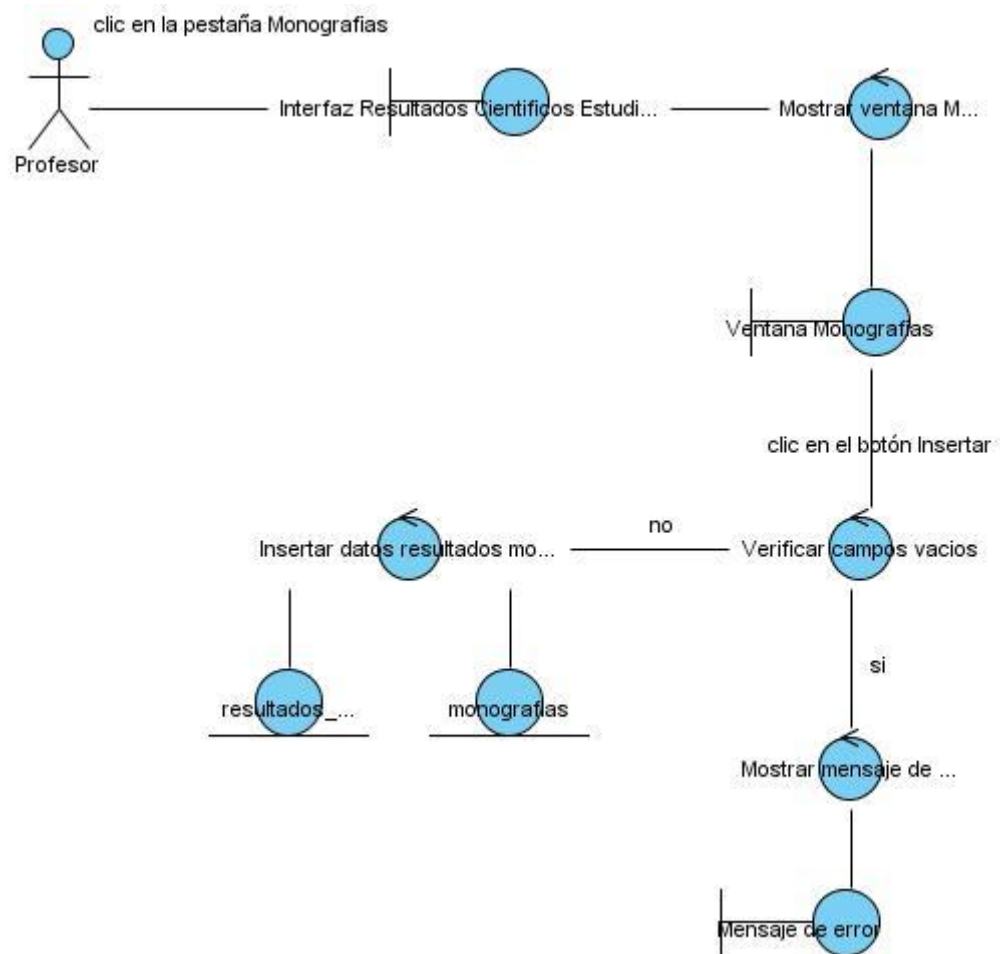 clic en la pestaña Monografias
Profesor
Interfaz Resultados Cientificos Estudi...
Mostrar ventana M...
Ventana Monografias
clic en el botón Insertar
Insertar datos resultados mo...
no
Verificar campos vacios
si
resultados_...
monografias
Mostrar mensaje de ...
Mensaje de error